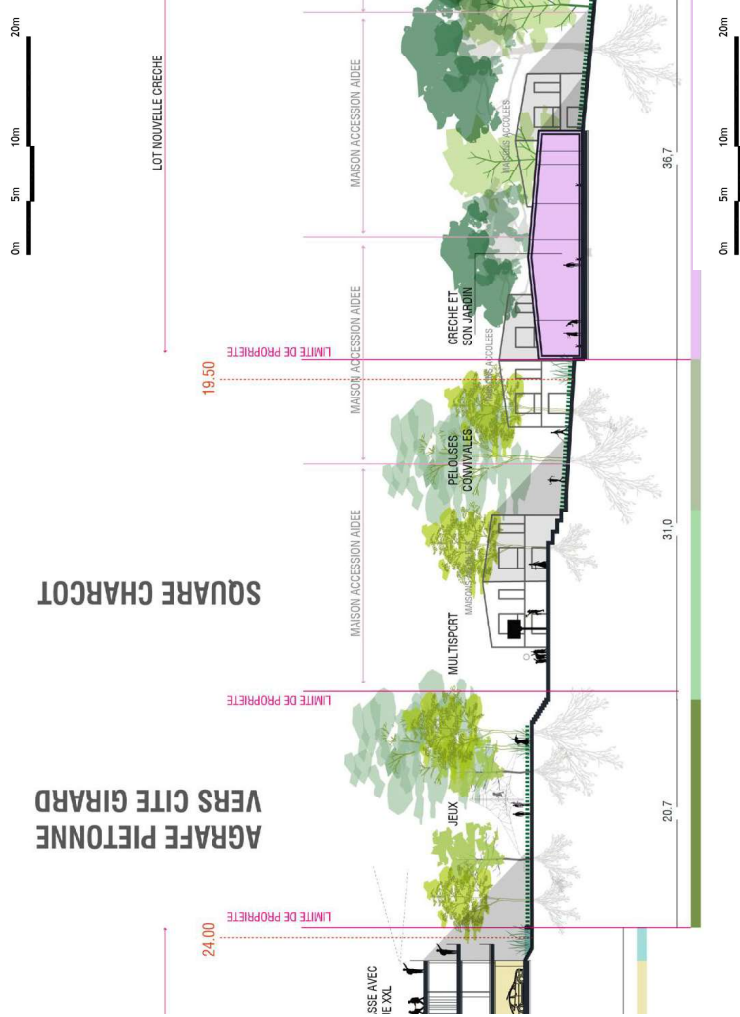 20m
10m
5m
0m
LOT NOUVELLE CRECHE
MAISON ACCESSION AIDEE
MAISONS ACCOLEES
36,7
20m
10m
5m
0m
CRECHE ET
SON JARDIN
LIMITE DE PROPRIETE
19.50
MAISON ACCESSION AIDEE
ACCOLEES
PELOUSES
CONVIVIALES
31,0
SQUARE CHARCOT
MAISON ACCESSION AIDEE
MAISONS
MULTISPORT
LIMITE DE PROPRIETE
AGRAFE PIETONNE
VERS CITE GIRARD
JEUX
20,7
LIMITE DE PROPRIETE
24.00
SSE AVEC
E XXL